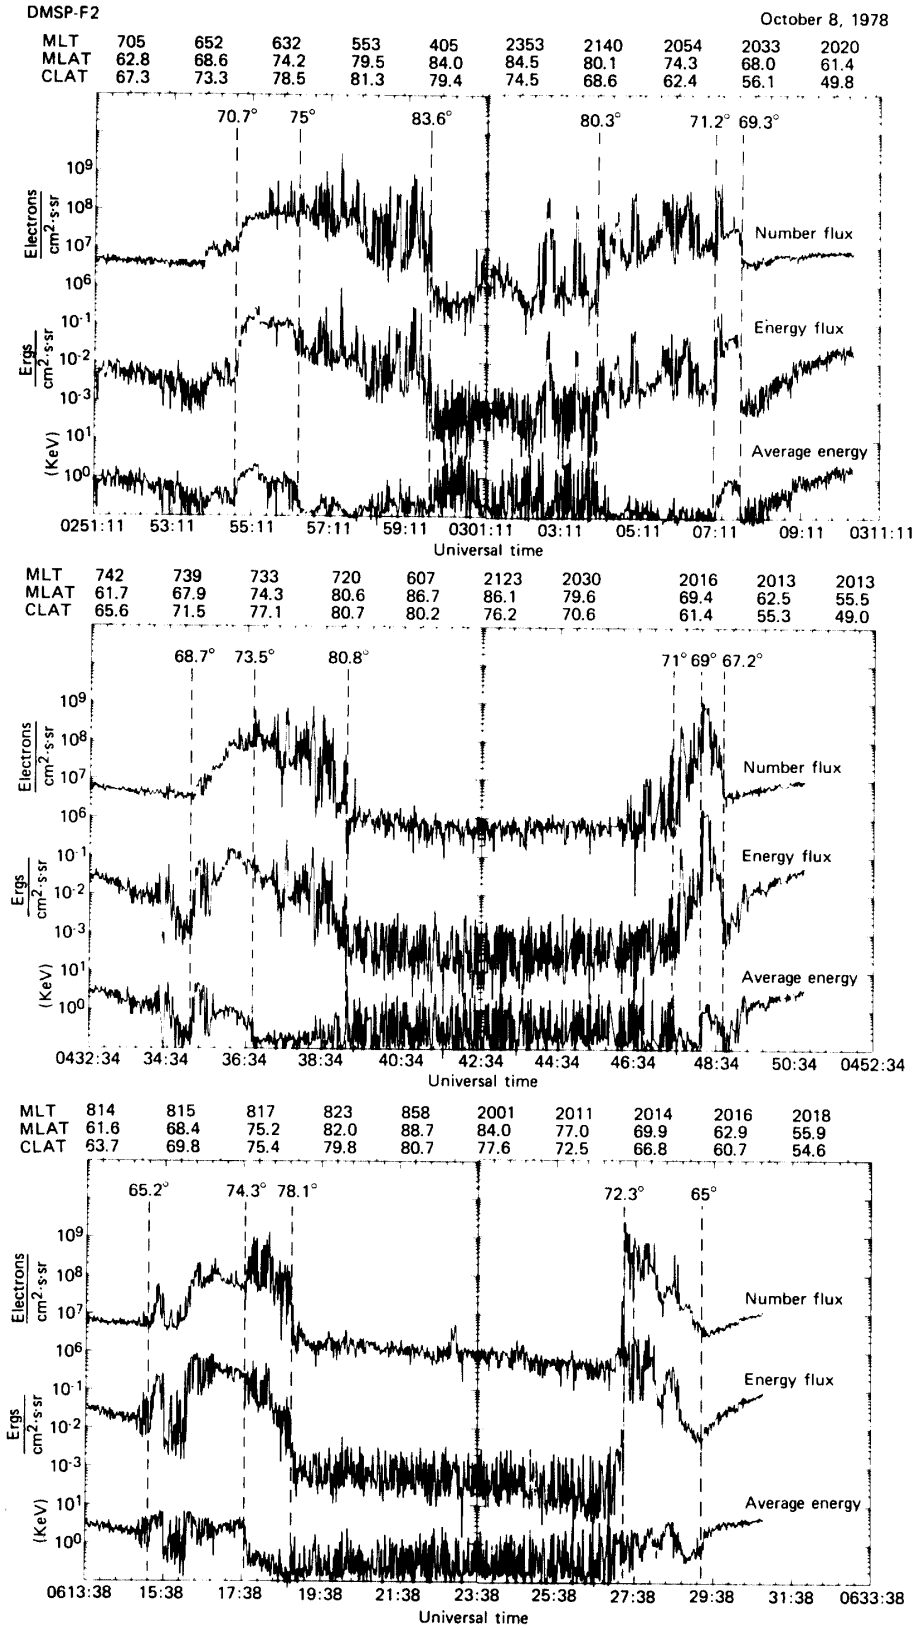 DMSP-F2
October 8, 1978
MLT 705 652 632 553 405 2353 2140 2054 2033 2020
MLAT 62.8 68.6 74.2 79.5 84.0 84.5 80.1 74.3 68.0 61.4
CLAT 67.3 73.3 78.5 81.3 79.4 74.5 68.6 62.4 56.1 49.8
70.7° 75° 83.6° 80.3° 71.2° 69.3°
Electrons
cm²·s·sr
10⁹
10⁸
10⁷
10⁶
Number flux
Ergs
cm²·s·sr
10⁻¹
10⁻²
10⁻³
Energy flux
(KeV)
10¹
10⁰
Average energy
0251:11 53:11 55:11 57:11 59:11 0301:11 03:11 05:11 07:11 09:11 0311:11
Universal time
MLT 742 739 733 720 607 2123 2030 2016 2013 2013
MLAT 61.7 67.9 74.3 80.6 86.7 86.1 79.6 69.4 62.5 55.5
CLAT 65.6 71.5 77.1 80.7 80.2 76.2 70.6 61.4 55.3 49.0
68.7° 73.5° 80.8° 71° 69° 67.2°
Electrons
cm²·s·sr
10⁹
10⁸
10⁷
10⁶
Number flux
Ergs
cm²·s·sr
10⁻¹
10⁻²
10⁻³
Energy flux
(KeV)
10¹
10⁰
Average energy
0432:34 34:34 36:34 38:34 40:34 42:34 44:34 46:34 48:34 50:34 0452:34
Universal time
MLT 814 815 817 823 858 2001 2011 2014 2016 2018
MLAT 61.6 68.4 75.2 82.0 88.7 84.0 77.0 69.9 62.9 55.9
CLAT 63.7 69.8 75.4 79.8 80.7 77.6 72.5 66.8 60.7 54.6
65.2° 74.3° 78.1° 72.3° 65°
Electrons
cm²·s·sr
10⁹
10⁸
10⁷
10⁶
Number flux
Ergs
cm²·s·sr
10⁻¹
10⁻²
10⁻³
Energy flux
(KeV)
10¹
10⁰
Average energy
0613:38 15:38 17:38 19:38 21:38 23:38 25:38 27:38 29:38 31:38 0633:38
Universal time